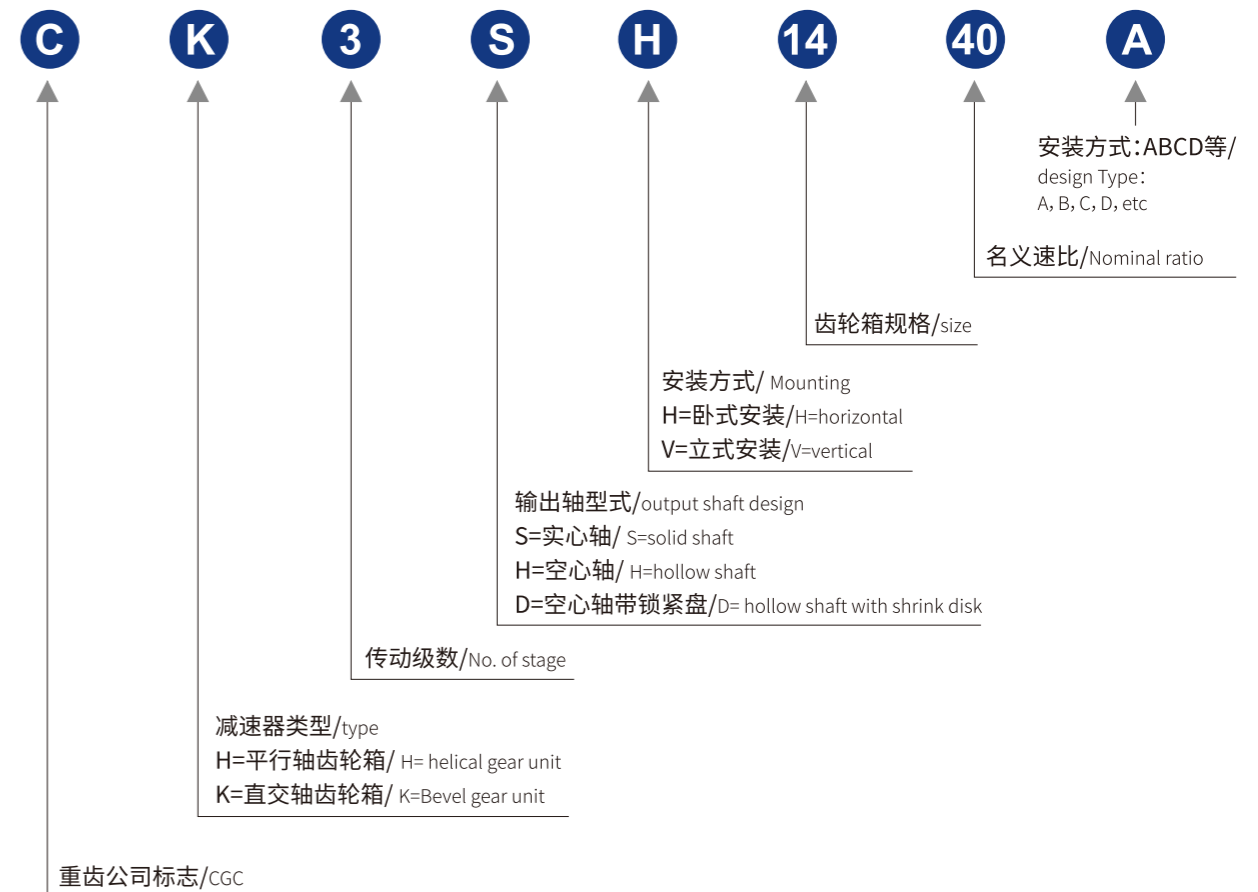 C K 3 S H 14 40 A
安装方式：ABCD等/
design Type：
A, B, C, D, etc
名义速比/Nominal ratio
齿轮箱规格/size
安装方式/ Mounting
H=卧式安装/H=horizontal
V=立式安装/V=vertical
输出轴型式/output shaft design
S=实心轴/ S=solid shaft
H=空心轴/ H=hollow shaft
D=空心轴带锁紧盘/D= hollow shaft with shrink disk
传动级数/No. of stage
减速器类型/type
H=平行轴齿轮箱/ H= helical gear unit
K=直交轴齿轮箱/ K=Bevel gear unit
重齿公司标志/CGC